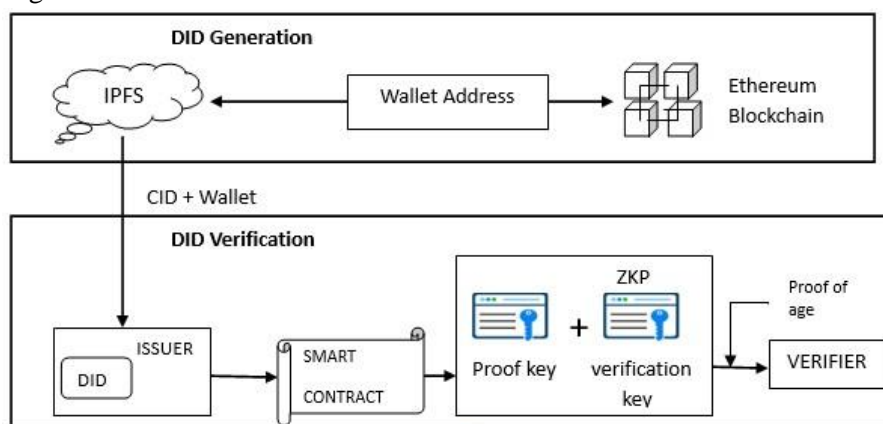 DID Generation
IPFS
Wallet Address
Ethereum
Blockchain
CID + Wallet
DID Verification
ISSUER
DID
SMART
CONTRACT
ZKP
+
Proof key
verification
key
Proof of
age
VERIFIER